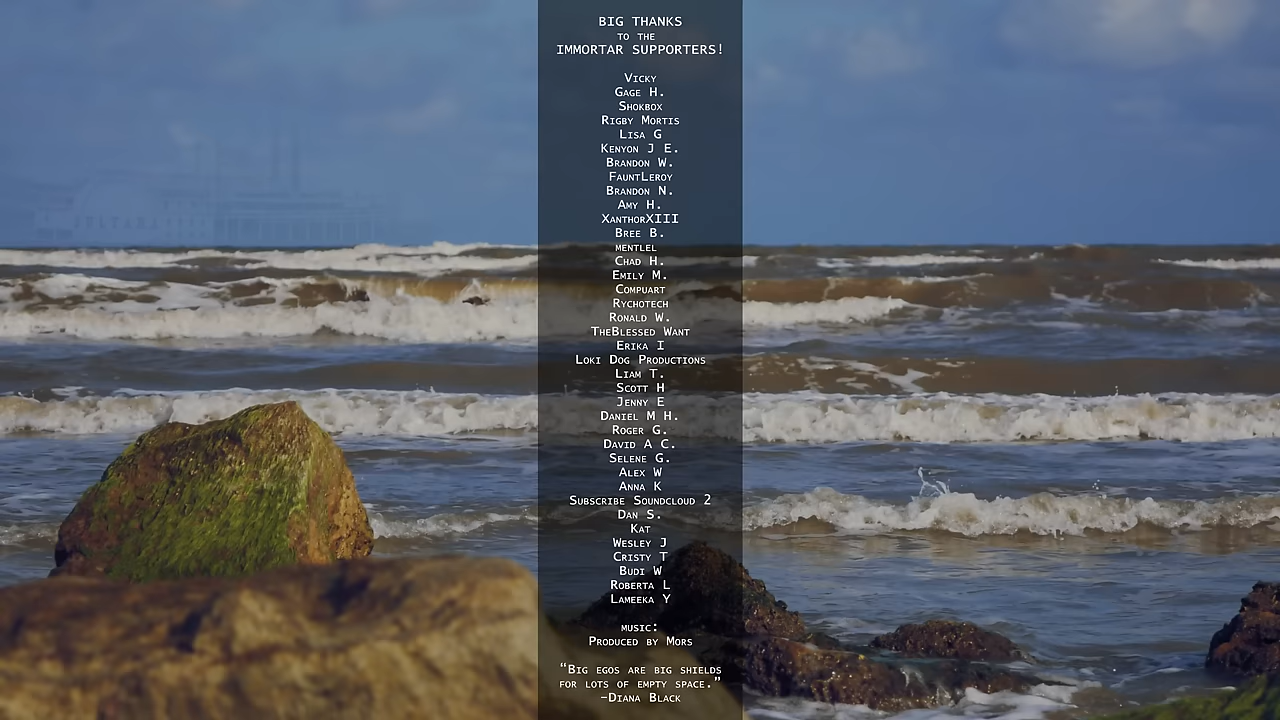 BIG THANKS
TO THE
IMMORTAR SUPPORTERS!
Vicky
Gage H.
Shokbox
Rigby Mortis
Lisa G
Kenyon J E.
Brandon W.
FauntLeroy
Brandon N.
Amy H.
XanthorXIII
Bree B.
mentlel
Chad H.
Emily M.
Compuart
Rychotech
Ronald W.
TheBlessed Want
Erika I
Loki Dog Productions
Liam T.
Scott H
Jenny E
Daniel M H.
Roger G.
David A C.
Selene G.
Alex W
Anna K
Subscribe Soundcloud 2
Dan S.
Kat
Wesley J
Cristy T
Budi W
Roberta L
Lameeka Y
music:
Produced by Mors
“Big egos are big shields
for lots of empty space.”
-Diana Black